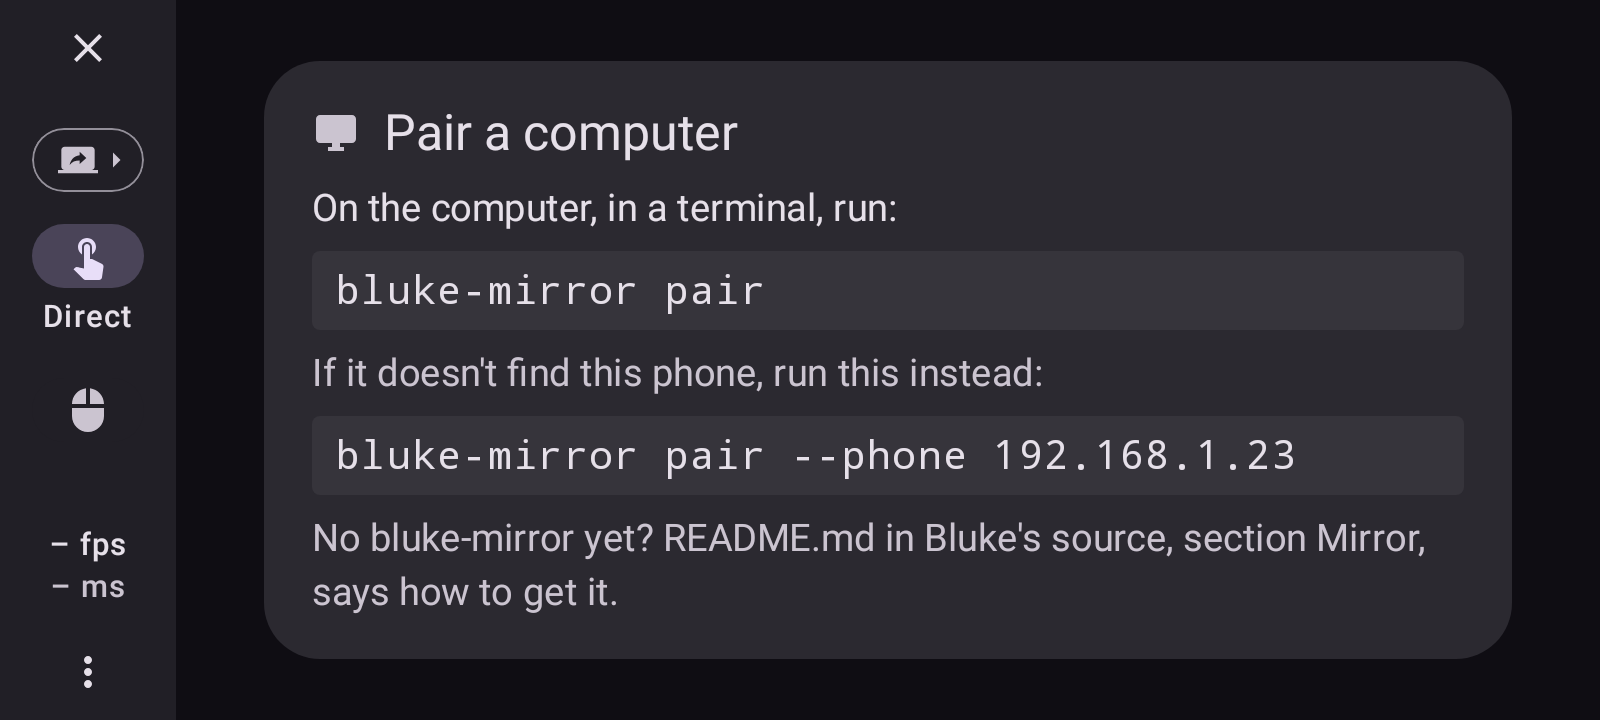 Pair a computer
On the computer, in a terminal, run:
bluke-mirror pair
If it doesn't find this phone, run this instead:
bluke-mirror pair --phone 192.168.1.23
No bluke-mirror yet? README.md in Bluke's source, section Mirror,
says how to get it.
Direct
– fps
– ms